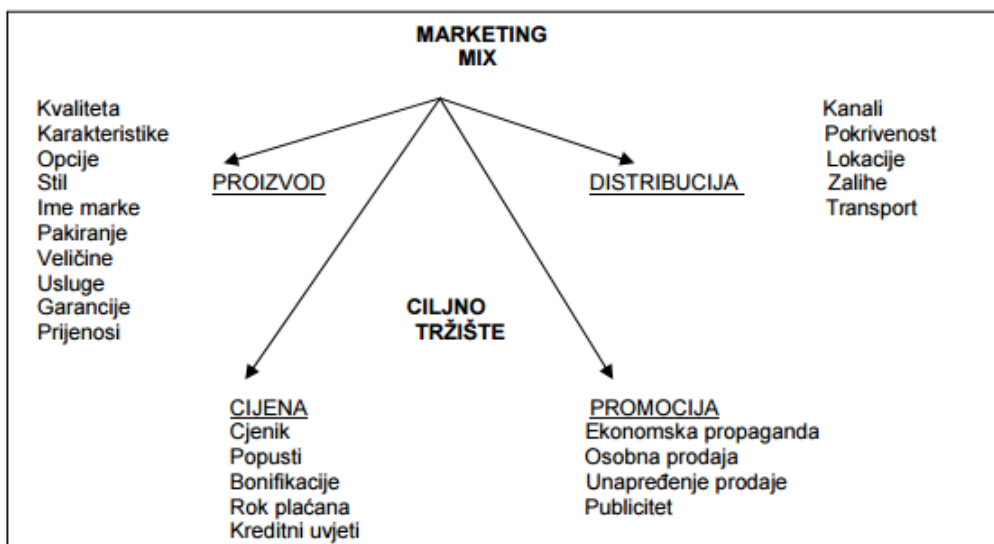 MARKETING
MIX
Kvaliteta
Karakteristike
Opcije
Stil
Ime marke
Pakiranje
Veličine
Usluge
Garancije
Prijenosi
PROIZVOD
DISTRIBUCIJA
Kanali
Pokrivenost
Lokacije
Zalihe
Transport
CILJNO
TRŽIŠTE
CIJENA
Cjenik
Popusti
Bonifikacije
Rok plaćana
Kreditni uvjeti
PROMOCIJA
Ekonomska propaganda
Osobna prodaja
Unapređenje prodaje
Publicitet